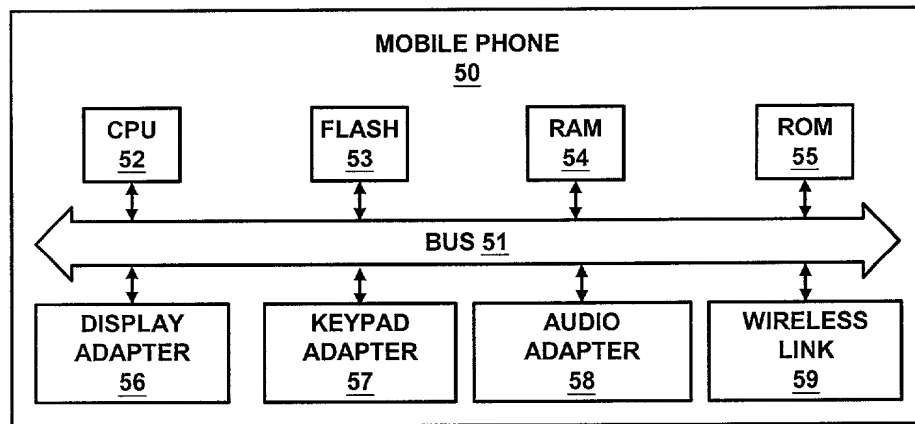 MOBILE PHONE
50
CPU
52
FLASH
53
RAM
54
ROM
55
BUS 51
DISPLAY
ADAPTER
56
KEYPAD
ADAPTER
57
AUDIO
ADAPTER
58
WIRELESS
LINK
59